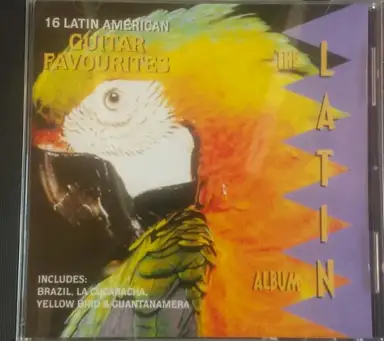 16 LATIN AMERICAN
GUITAR
FAVOURITES
THE
LATIN
ALBUM
INCLUDES:
BRAZIL, LA CUCARACHA,
YELLOW BIRD & GUANTANAMERA